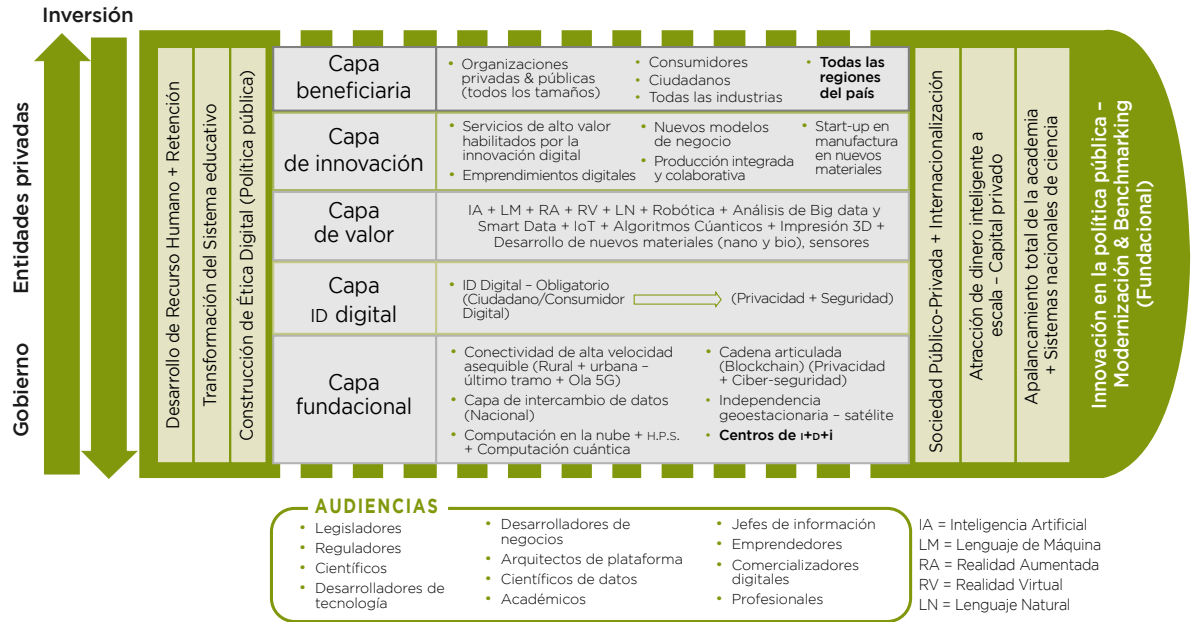 Inversión
Entidades privadas
Gobierno
Desarrollo de Recurso Humano + Retención
Transformación del Sistema educativo
Construcción de Ética Digital (Política pública)
Capa
beneficiaria
• Organizaciones
privadas & públicas
(todos los tamaños)
• Consumidores
• Ciudadanos
• Todas las industrias
• Todas las
regiones
del país
Capa
de innovación
• Servicios de alto valor
habilitados por la
innovación digital
• Emprendimientos digitales
• Nuevos modelos
de negocio
• Producción integrada
y colaborativa
• Start-up en
manufactura
en nuevos
materiales
Capa
de valor
IA + LM + RA + RV + LN + Robótica + Análisis de Big data y
Smart Data + IoT + Algoritmos Cúanticos + Impresión 3D +
Desarrollo de nuevos materiales (nano y bio), sensores
Capa
ID digital
• ID Digital – Obligatorio
(Ciudadano/Consumidor
Digital)
(Privacidad + Seguridad)
Capa
fundacional
• Conectividad de alta velocidad
asequible (Rural + urbana –
último tramo + Ola 5G)
• Capa de intercambio de datos
(Nacional)
• Computación en la nube + H.P.S.
+ Computación cuántica
• Cadena articulada
(Blockchain) (Privacidad
+ Ciber-seguridad)
• Independencia
geoestacionaria – satélite
• Centros de I+D+i
Sociedad Público-Privada + Internacionalización
Atracción de dinero inteligente a
escala – Capital privado
Apalancamiento total de la academia
+ Sistemas nacionales de ciencia
Innovación en la política pública –
Modernización & Benchmarking
(Fundacional)
AUDIENCIAS
• Legisladores
• Reguladores
• Científicos
• Desarrolladores de
tecnología
• Desarrolladores de
negocios
• Arquitectos de plataforma
• Científicos de datos
• Académicos
• Jefes de información
• Emprendedores
• Comercializadores
digitales
• Profesionales
IA = Inteligencia Artificial
LM = Lenguaje de Máquina
RA = Realidad Aumentada
RV = Realidad Virtual
LN = Lenguaje Natural